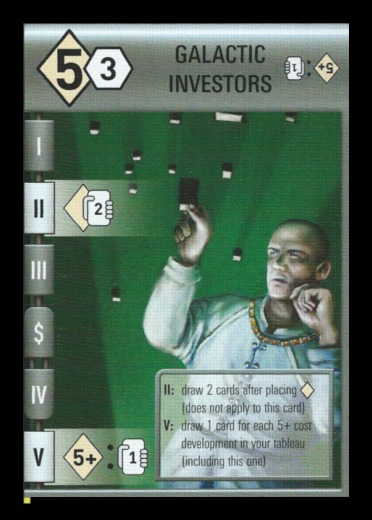 5 3
GALACTIC
INVESTORS
1 : 5+
I
II 2
III
$
IV
V 5+ : 1
II: draw 2 cards after placing
(does not apply to this card)
V: draw 1 card for each 5+ cost
development in your tableau
(including this one)